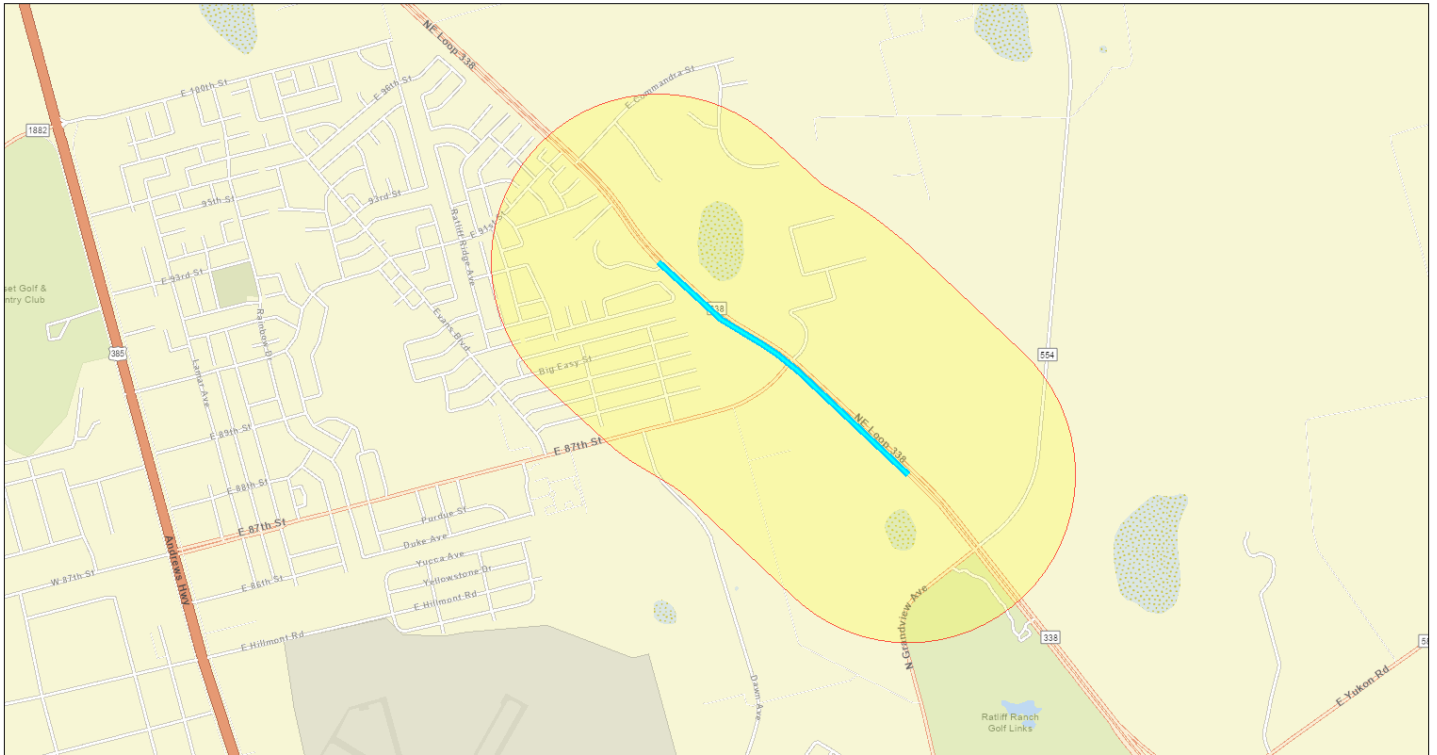 NE Loop 338
E 100th St
E 96th St
E Commandra St
1882
95th St
93rd St
Ratliff Ridge Ave
E 91st St
E 93rd St
set Golf &
ntry Club
Rainbow Dr
Evans Blvd
338
385
554
Lamar Ave
Big Easy St
NE Loop 338
E 89th St
E 87th St
E 88th St
E 87th St
Purdue St
Duke Ave
Andrews Hwy
Yucca Ave
W 87th St
E 86th St
Yellowstone Dr
E Hillmont Rd
N Grandview Ave
E Hillmont Rd
338
Dawn Ave
E Yukon Rd
Ratliff Ranch
Golf Links